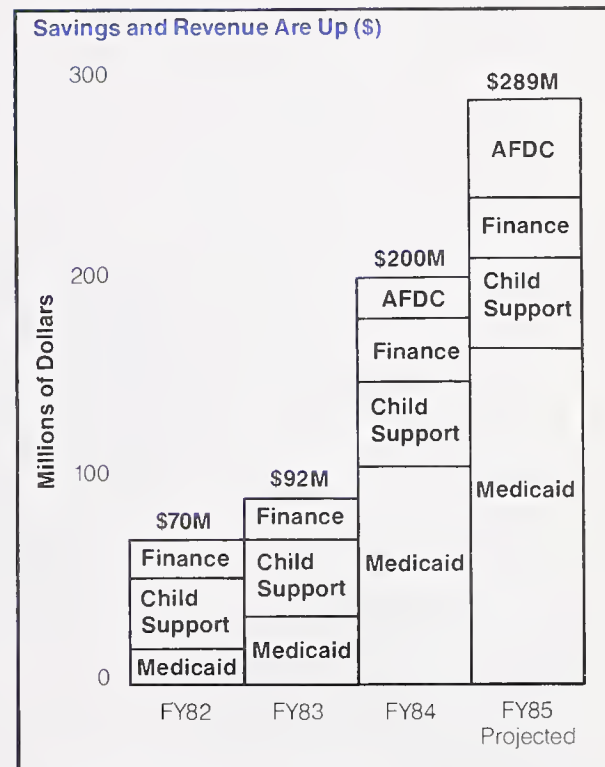 Savings and Revenue Are Up ($)
300
200
100
0
Millions of Dollars
$70M
Finance
Child
Support
Medicaid
$92M
Finance
Child
Support
Medicaid
$200M
AFDC
Finance
Child
Support
Medicaid
$289M
AFDC
Finance
Child
Support
Medicaid
FY82
FY83
FY84
FY85
Projected